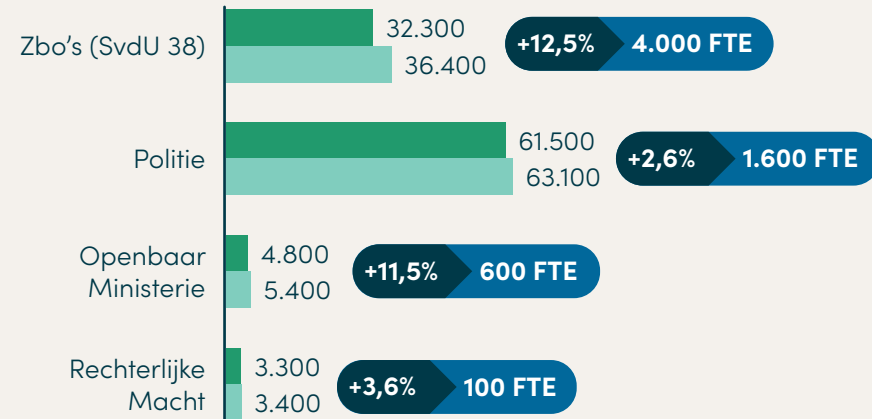 Zbo's (SvdU 38)
32.300
36.400
+12,5%
4.000 FTE
Politie
61.500
63.100
+2,6%
1.600 FTE
Openbaar
Ministerie
4.800
5.400
+11,5%
600 FTE
Rechterlijke
Macht
3.300
3.400
+3,6%
100 FTE